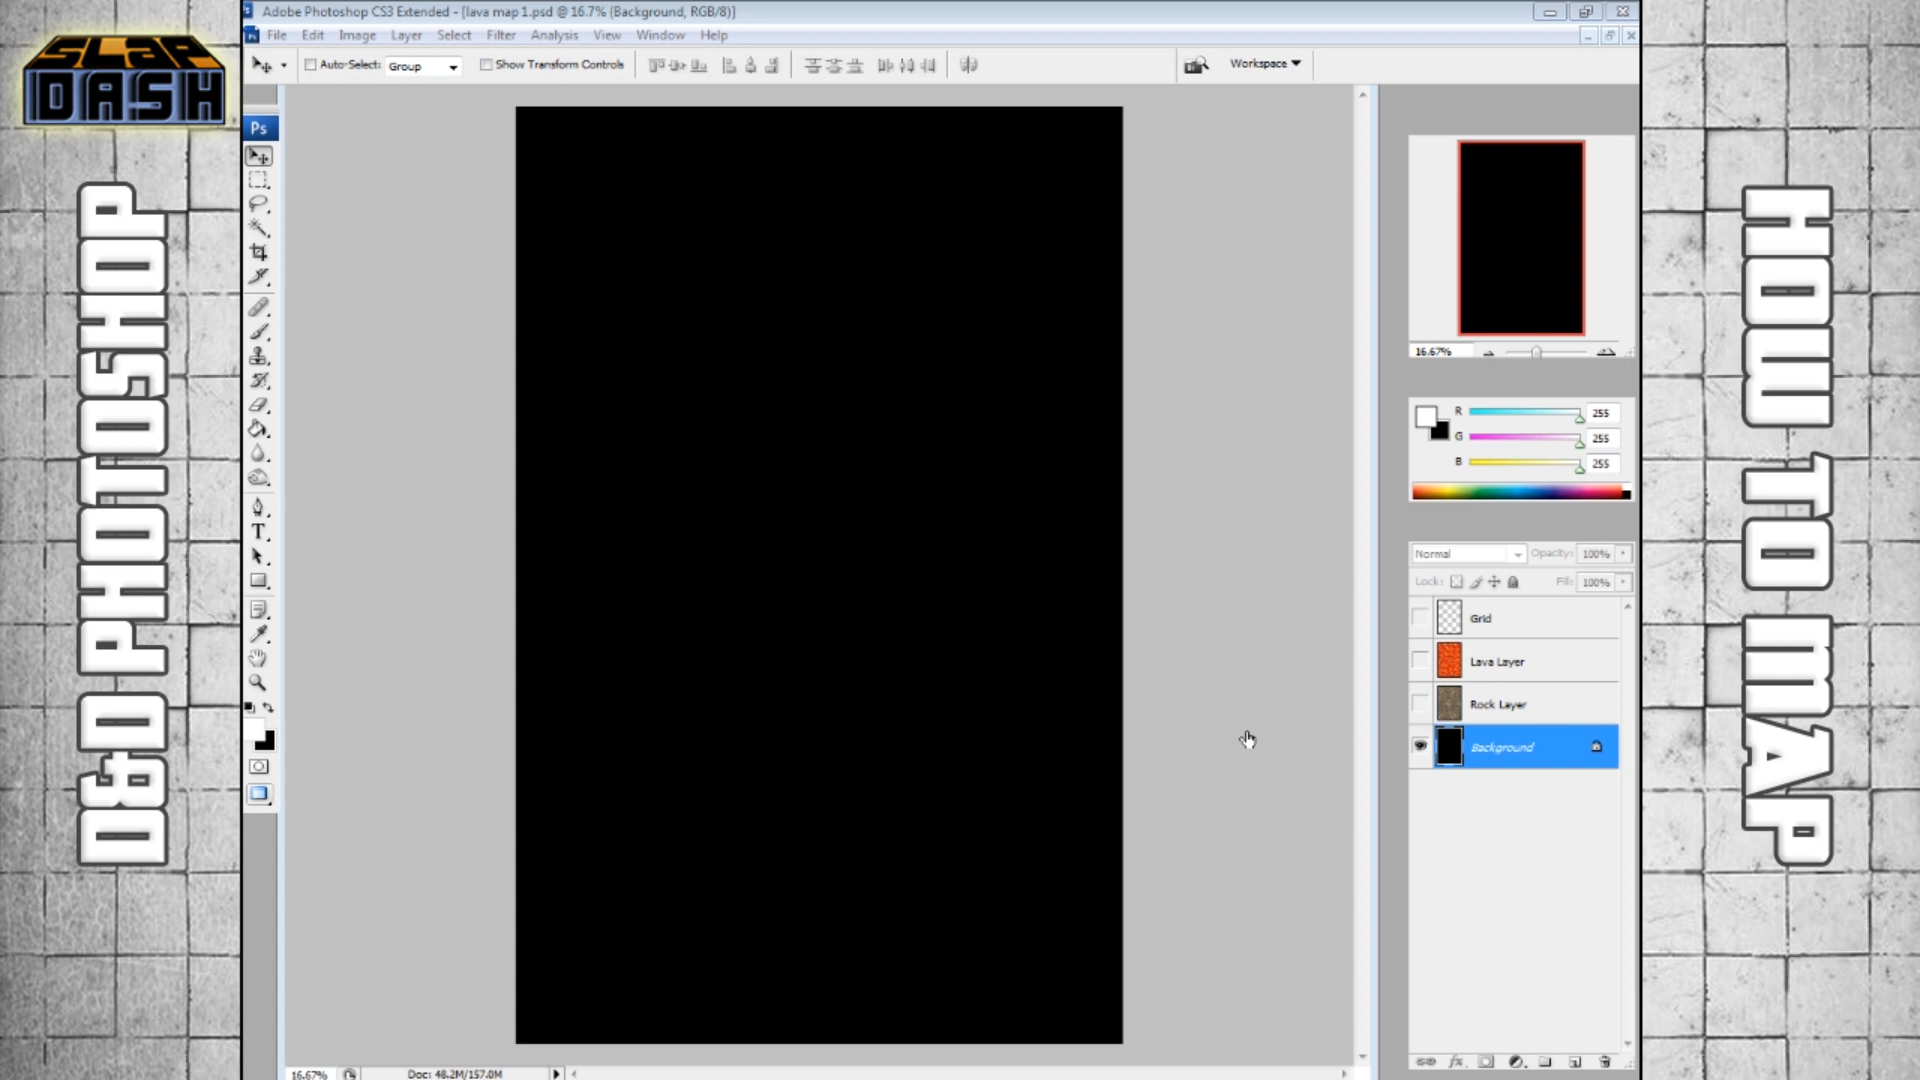 SLAP
DASH
D&D PHOTOSHOP
Adobe Photoshop CS3 Extended - [lava map 1.psd @ 16.7% (Background, RGB/8)]
File Edit Image Layer Select Filter Analysis View Window Help
Auto-Select: Group Show Transform Controls Workspace
Ps
16.67%
R 255
G 255
B 255
Normal Opacity: 100%
Lock: Fill: 100%
Grid
Lava Layer
Rock Layer
Background
16.67% Doc: 48.2M/157.0M
HOW TO MAP